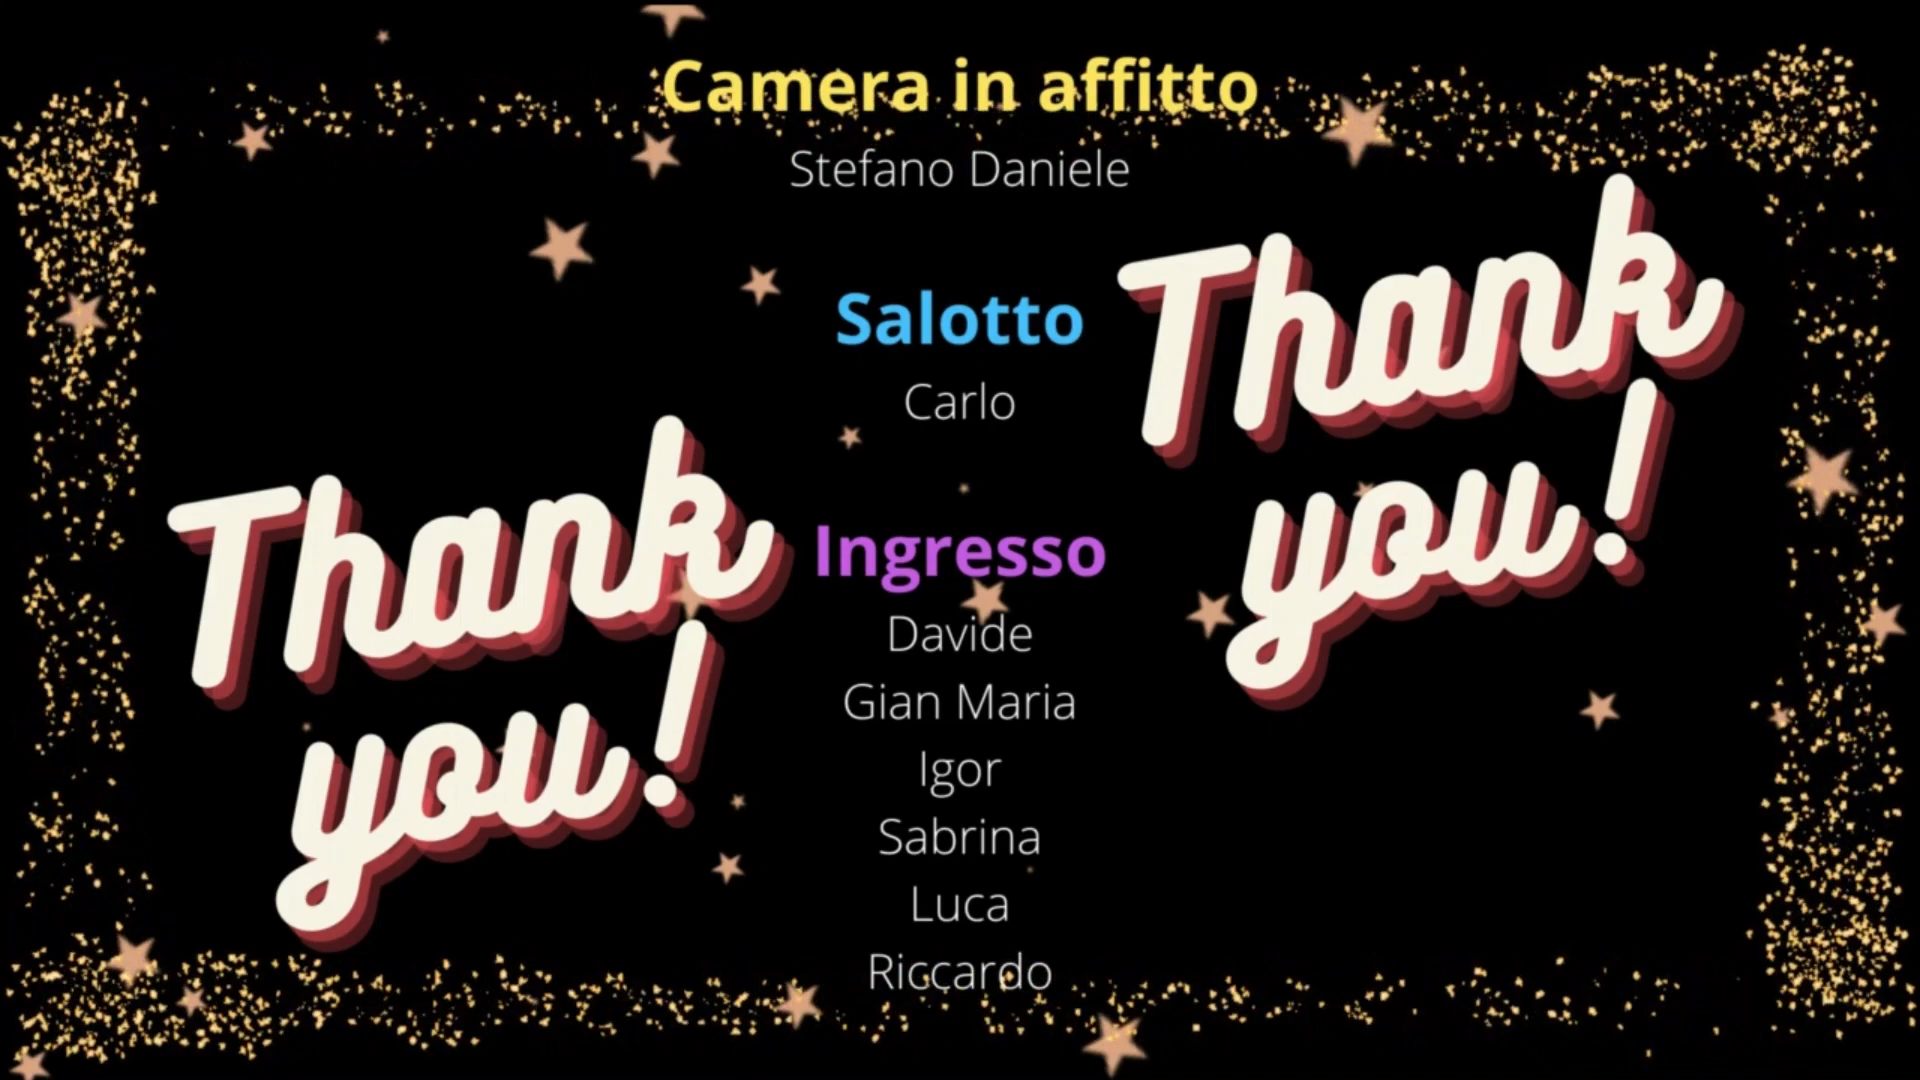 Camera in affitto
Stefano Daniele
Salotto
Carlo
Ingresso
Davide
Gian Maria
Igor
Sabrina
Luca
Riccardo
Thank
you!
Thank
you!